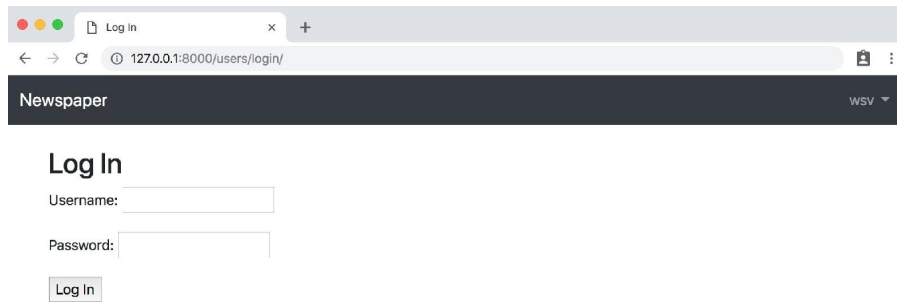 Log In
127.0.0.1:8000/users/login/
Newspaper wsv
Log In
Username:
Password:
Log In